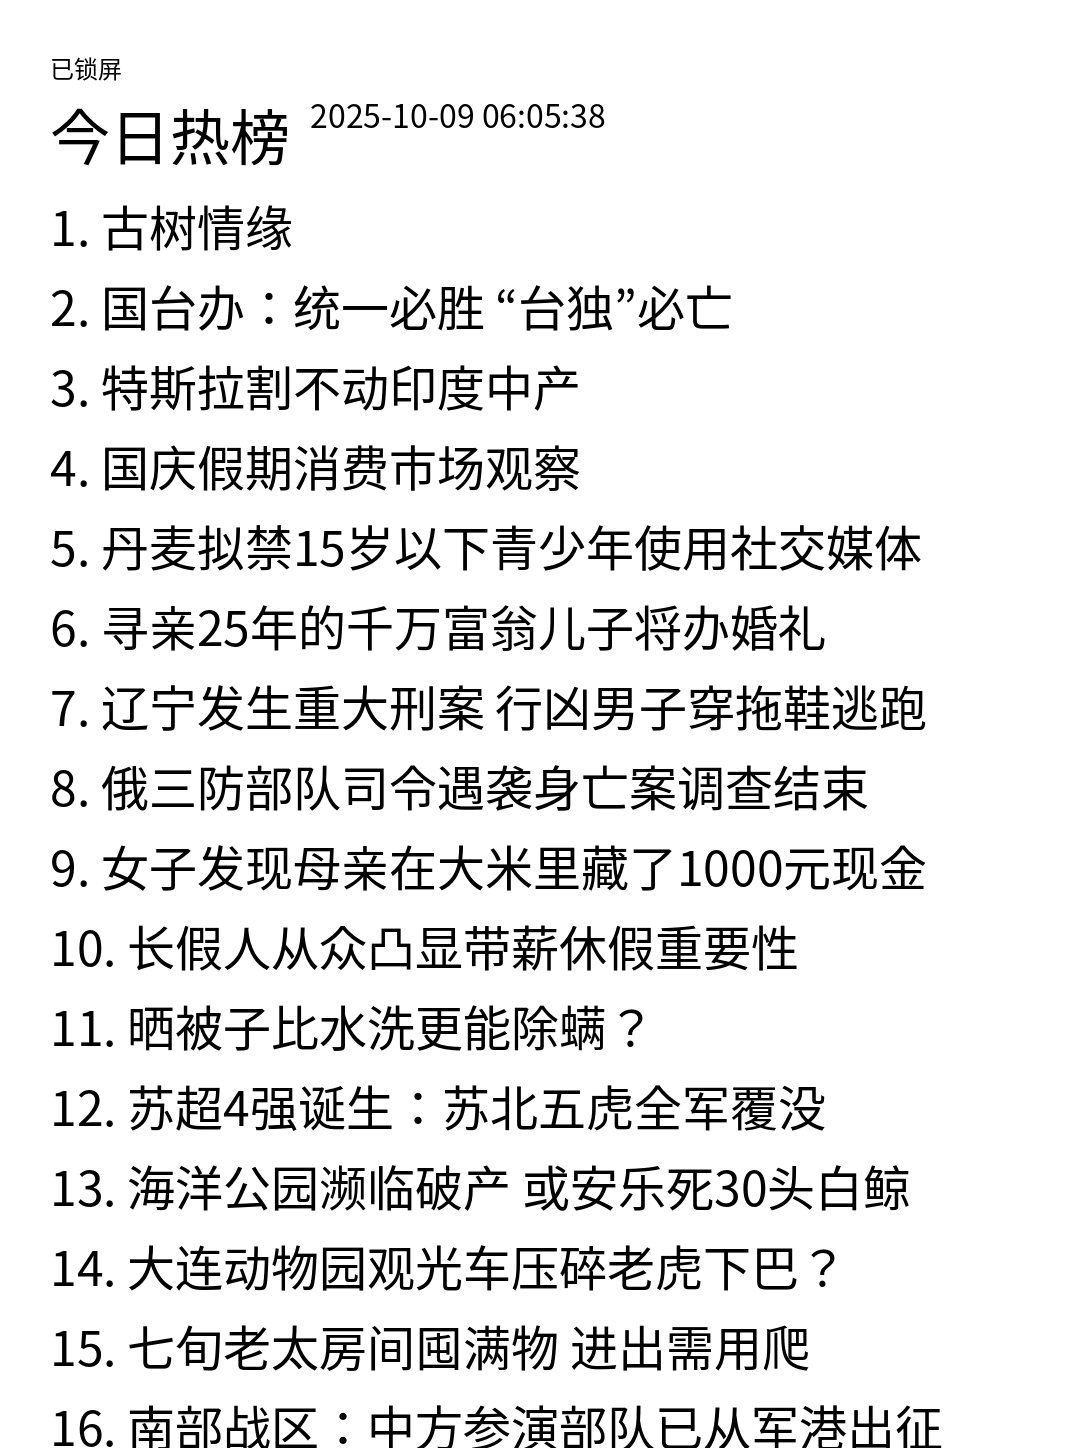 已锁屏
今日热榜 2025-10-09 06:05:38
1. 古树情缘
2. 国台办：统一必胜 “台独”必亡
3. 特斯拉割不动印度中产
4. 国庆假期消费市场观察
5. 丹麦拟禁15岁以下青少年使用社交媒体
6. 寻亲25年的千万富翁儿子将办婚礼
7. 辽宁发生重大刑案 行凶男子穿拖鞋逃跑
8. 俄三防部队司令遇袭身亡案调查结束
9. 女子发现母亲在大米里藏了1000元现金
10. 长假人从众凸显带薪休假重要性
11. 晒被子比水洗更能除螨？
12. 苏超4强诞生：苏北五虎全军覆没
13. 海洋公园濒临破产 或安乐死30头白鲸
14. 大连动物园观光车压碎老虎下巴？
15. 七旬老太房间囤满物 进出需用爬
16. 南部战区：中方参演部队已从军港出征